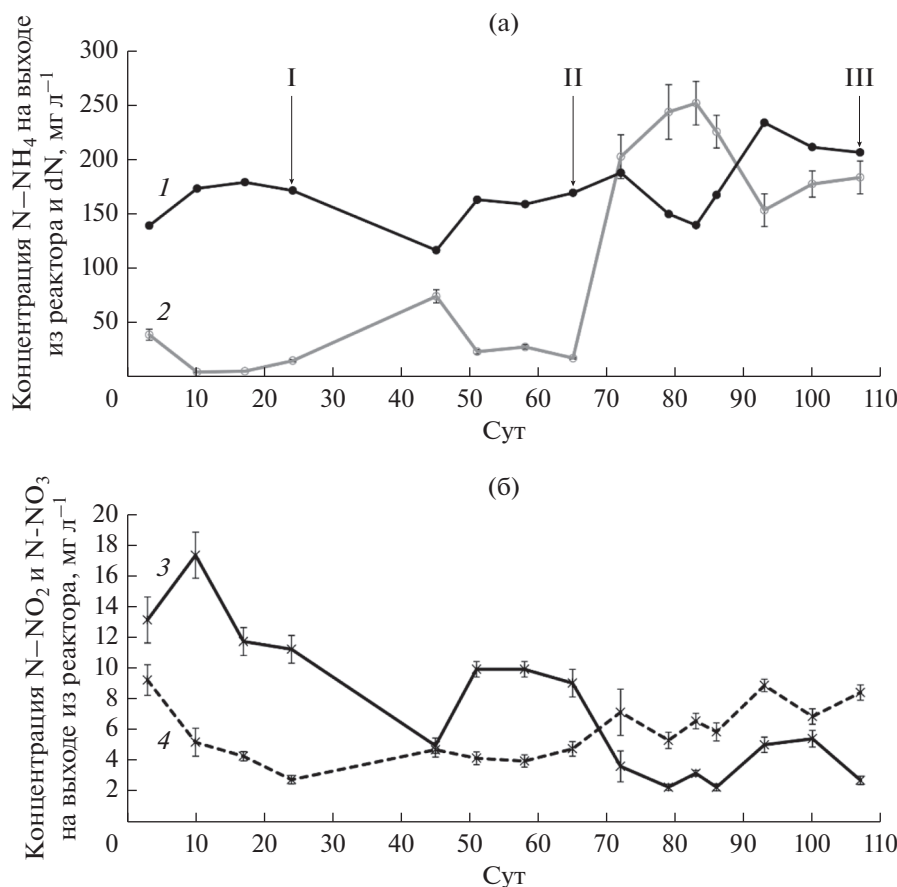 (а)
Концентрация N−NH4 на выходе
из реактора и dN, мг л−1
300
250
200
150
100
50
0
I
II
III
1
2
10 20 30 40 50 60 70 80 90 100 110
Сут
(б)
Концентрация N−NO2 и N-NO3
на выходе из реактора, мг л−1
20
18
16
14
12
10
8
6
4
2
0
3
4
10 20 30 40 50 60 70 80 90 100 110
Сут